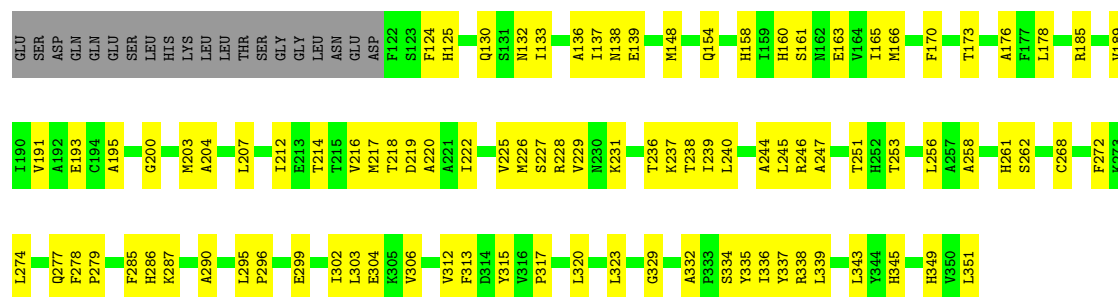 GLU SER ASP GLN GLN GLU SER LEU HIS LYS LEU LEU THR SER GLY GLY LEU ASN GLU ASP F122 S123 F124 H125 Q130 S131 N132 I133 A136 I137 N138 E139 M148 Q154 H158 I159 H160 S161 N162 E163 V164 I165 M166 F170 T173 A176 F177 L178 R185
I190 V191 A192 E193 C194 A195 G200 M203 A204 L207 I212 E213 T214 T215 V216 M217 T218 D219 A220 A221 I222 V225 M226 S227 R228 V229 N230 K231 T236 K237 T238 I239 L240 A244 L245 R246 A247 T251 H252 T253 L256 A257 A258 H261 S262 C268 F272
L274 Q277 F278 P279 F285 H286 K287 A290 L295 P296 E299 I302 L303 E304 K305 V306 V312 F313 D314 Y315 V316 P317 L320 L323 G329 A332 P333 S334 Y335 I336 Y337 R338 L339 L343 Y344 H345 H349 V350 L351